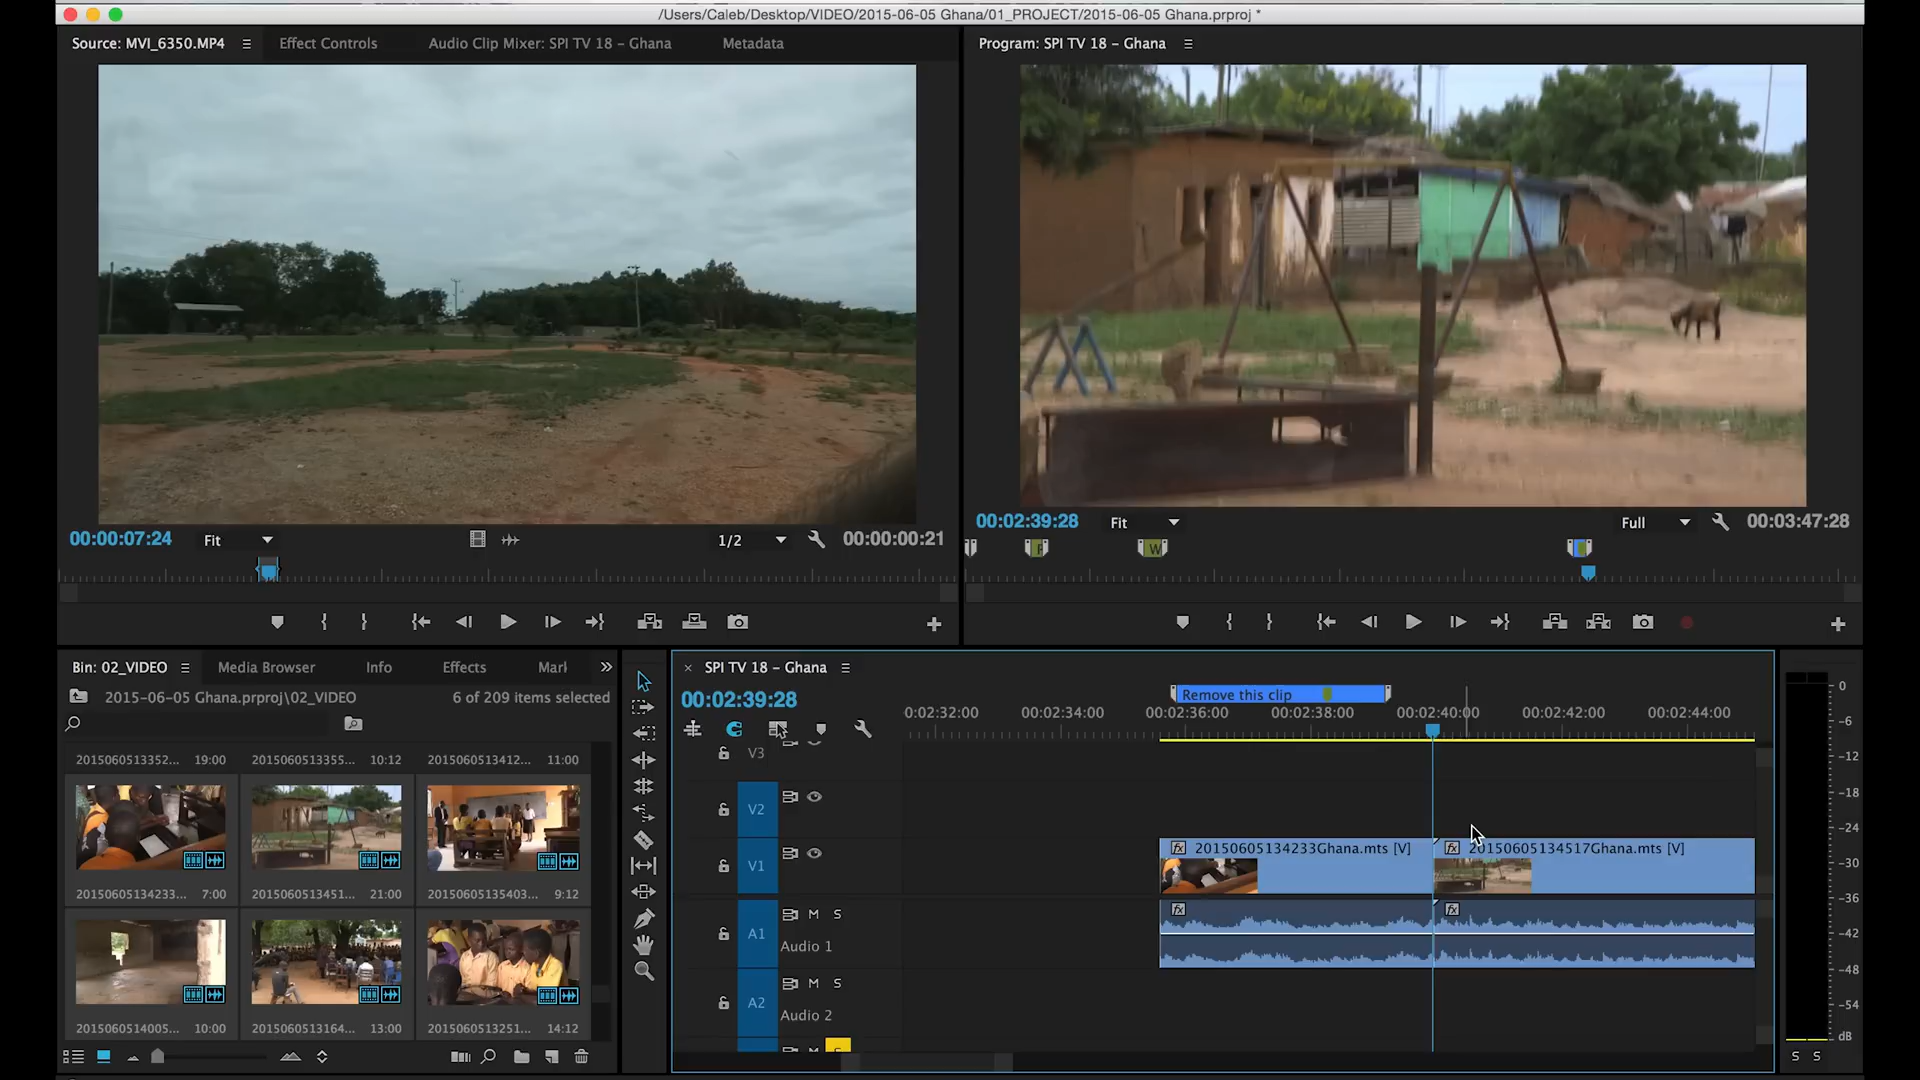 /Users/Caleb/Desktop/VIDEO/2015-06-05 Ghana/01_PROJECT/2015-06-05 Ghana.prproj *
Source: MVI_6350.MP4
Effect Controls
Audio Clip Mixer: SPI TV 18 – Ghana
Metadata
Program: SPI TV 18 – Ghana
00:00:07:24
Fit
1/2
00:00:00:21
00:02:39:28
Fit
Full
00:03:47:28
W
Bin: 02_VIDEO
Media Browser
Info
Effects
Mark
2015-06-05 Ghana.prproj\02_VIDEO
6 of 209 items selected
2015060513352... 19:00
2015060513355... 10:12
2015060513412... 11:00
2015060513423... 7:00
2015060513451... 21:00
2015060513540​3... 9:12
2015060514005... 10:00
2015060513164... 13:00
2015060513251... 14:12
SPI TV 18 – Ghana
00:02:39:28
Remove this clip
00:02:32:00
00:02:34:00
00:02:36:00
00:02:38:00
00:02:40:00
00:02:42:00
00:02:44:00
V3
V2
V1
fx 20150605134233Ghana.mts [V]
fx 20150605134517Ghana.mts [V]
A1
M S
Audio 1
fx
fx
A2
M S
Audio 2
0
-6
-12
-18
-24
-30
-36
-42
-48
-54
dB
S S